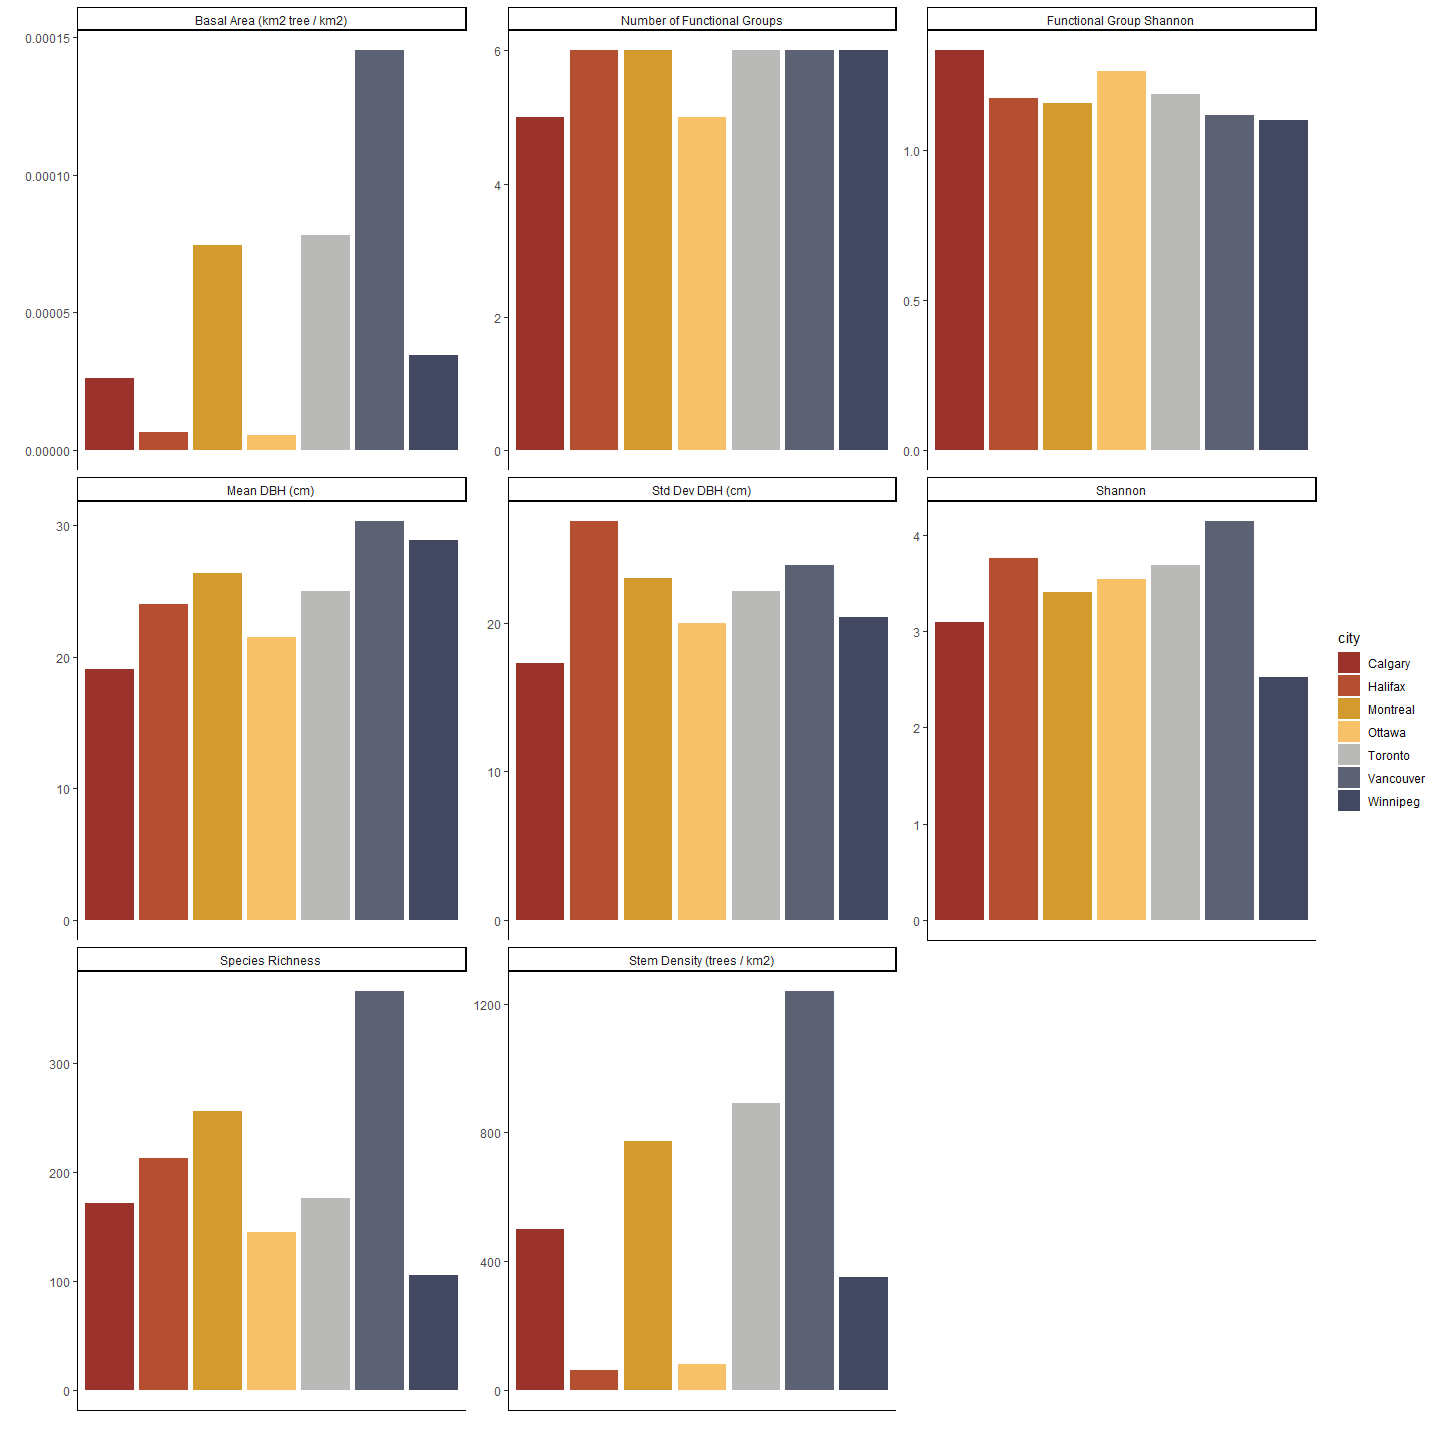 Basal Area (km2 tree / km2)
0.00015
0.00010
0.00005
0.00000
Number of Functional Groups
6
4
2
0
Functional Group Shannon
1.0
0.5
0.0
Mean DBH (cm)
30
20
10
0
Std Dev DBH (cm)
20
10
0
Shannon
4
3
2
1
0
Species Richness
300
200
100
0
Stem Density (trees / km2)
1200
800
400
0
city
Calgary
Halifax
Montreal
Ottawa
Toronto
Vancouver
Winnipeg